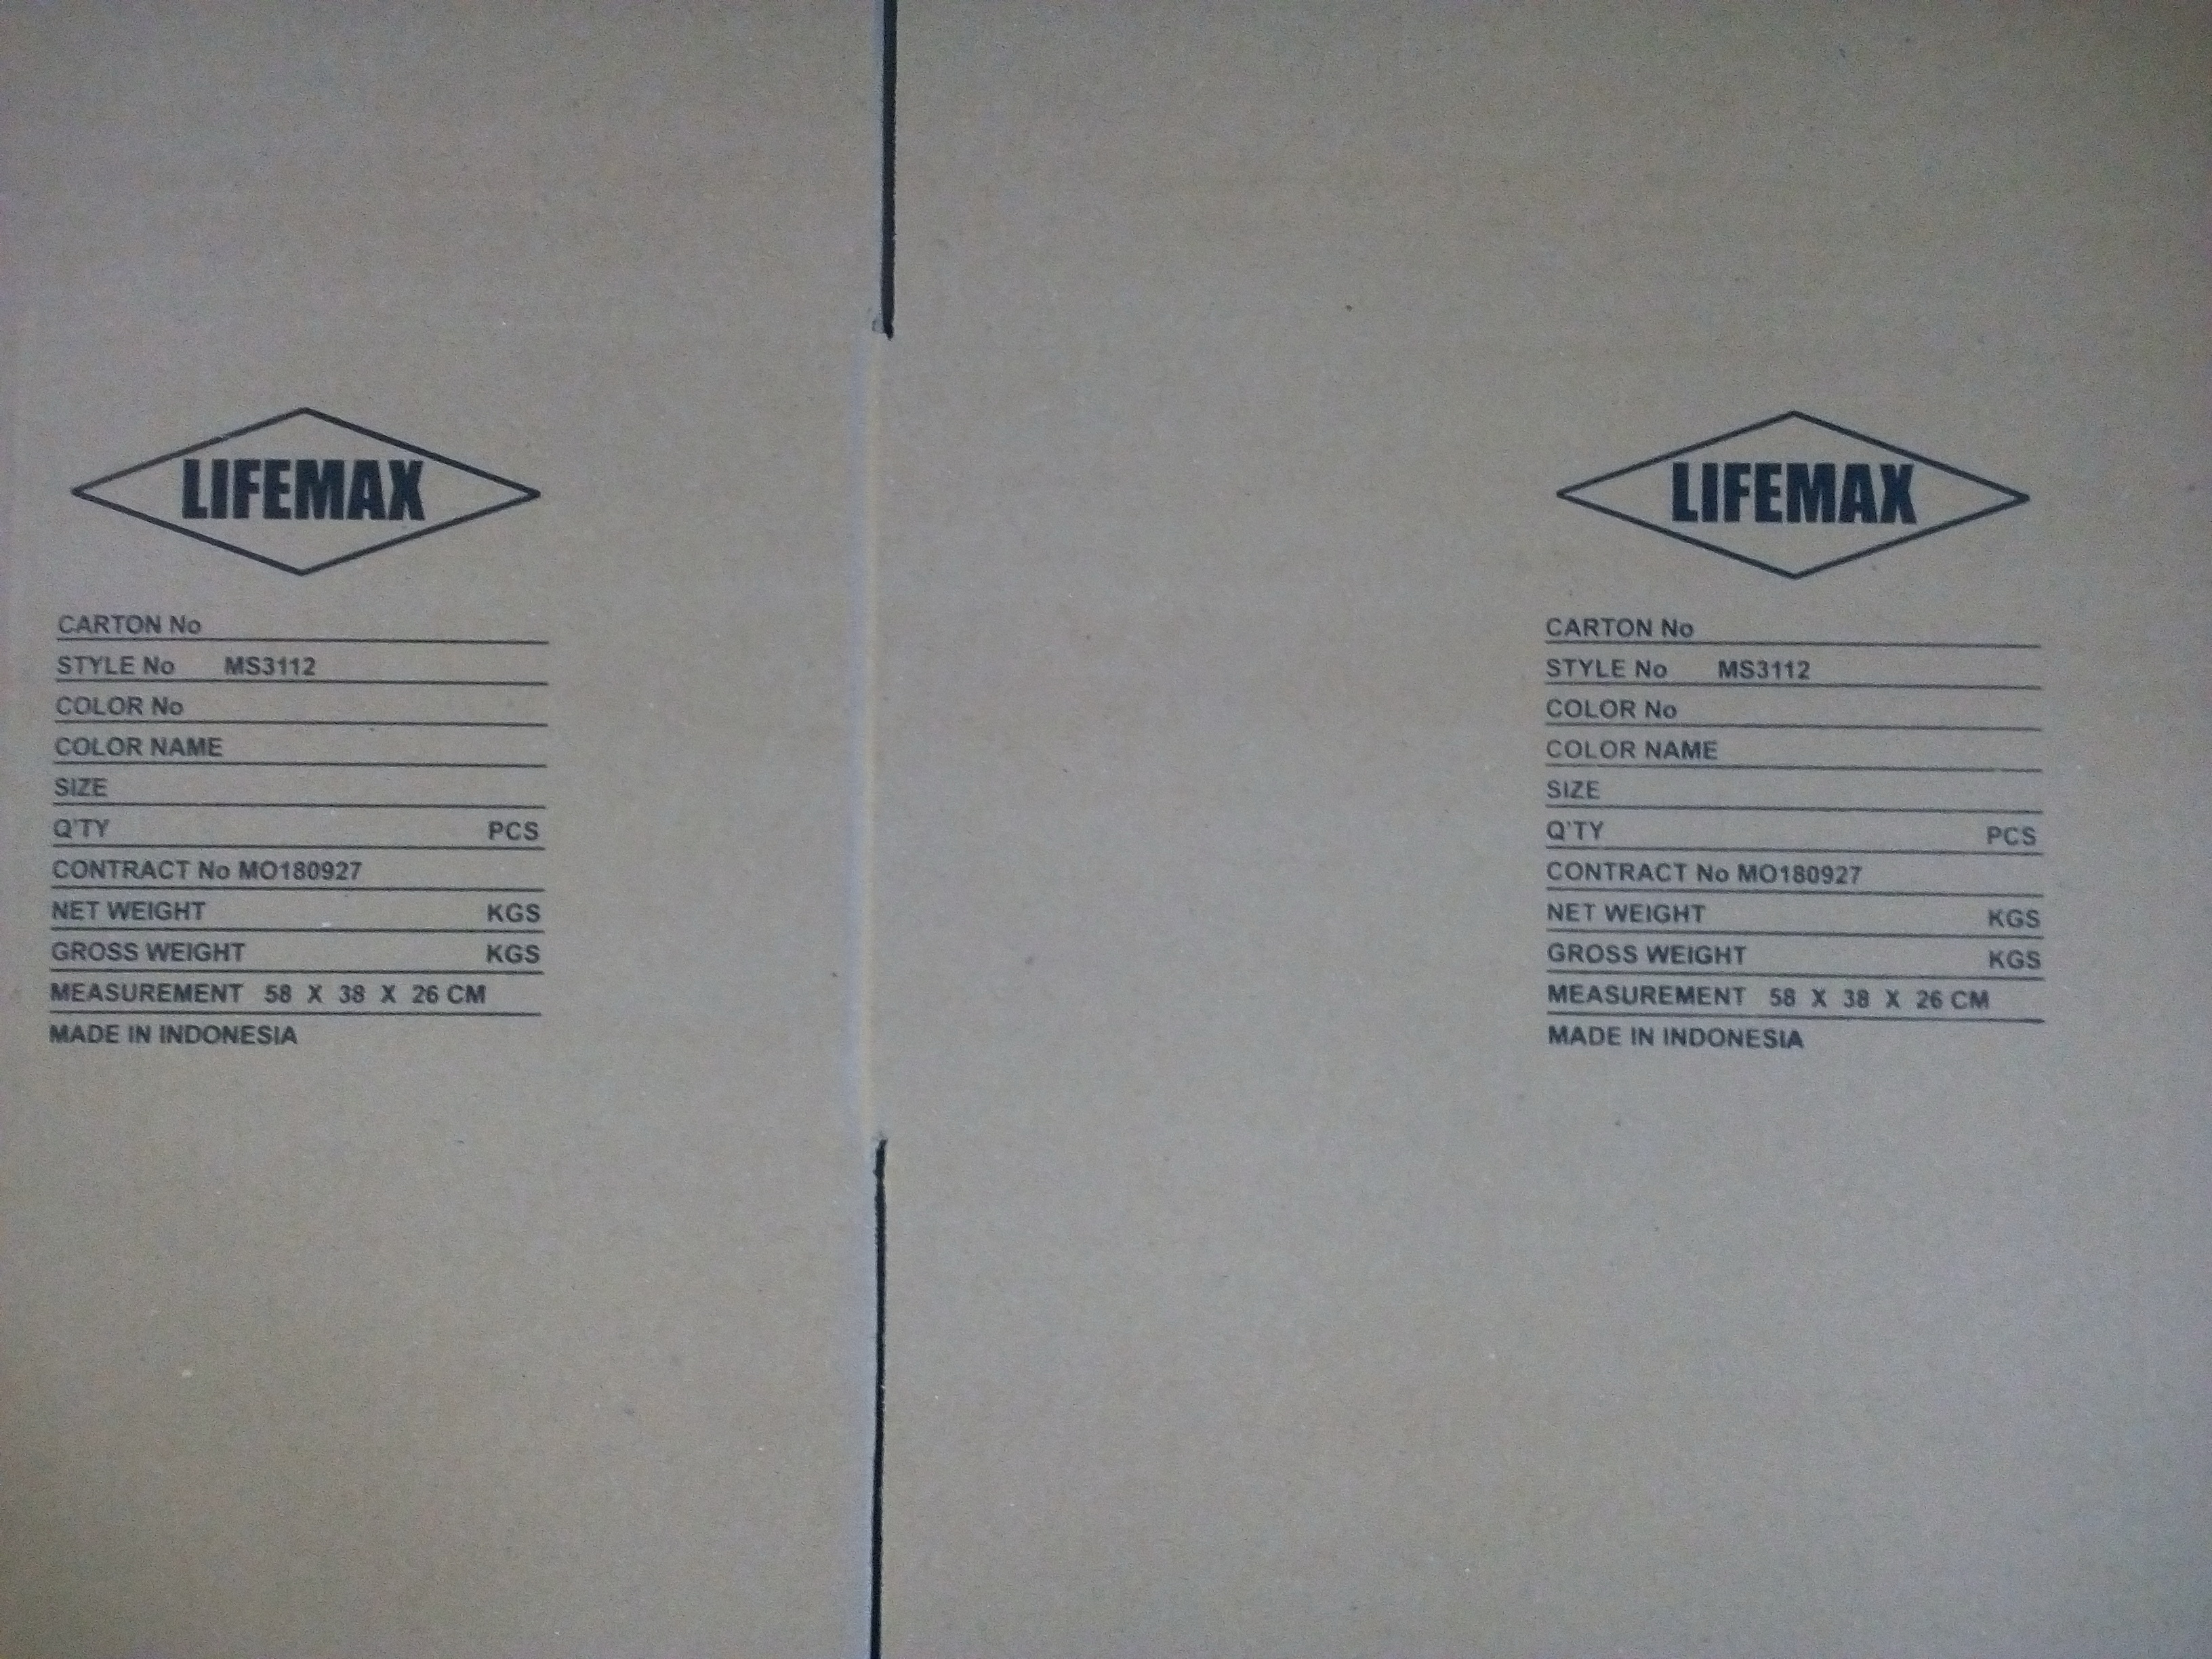 LIFEMAX
CARTON No
STYLE No MS3112
COLOR No
COLOR NAME
SIZE
Q'TY PCS
CONTRACT No MO180927
NET WEIGHT KGS
GROSS WEIGHT KGS
MEASUREMENT 58 X 38 X 26 CM
MADE IN INDONESIA
LIFEMAX
CARTON No
STYLE No MS3112
COLOR No
COLOR NAME
SIZE
Q'TY PCS
CONTRACT No MO180927
NET WEIGHT KGS
GROSS WEIGHT KGS
MEASUREMENT 58 X 38 X 26 CM
MADE IN INDONESIA